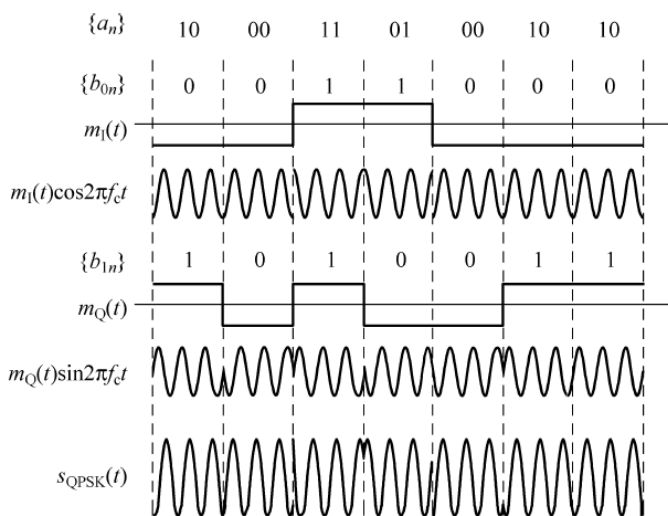 {aₙ} 10 00 11 01 00 10 10
{b₀ₙ} 0 0 1 1 0 0 0
m_I(t)
m_I(t)cos2πf_ct
{b₁ₙ} 1 0 1 0 0 1 1
m_Q(t)
m_Q(t)sin2πf_ct
s_QPSK(t)